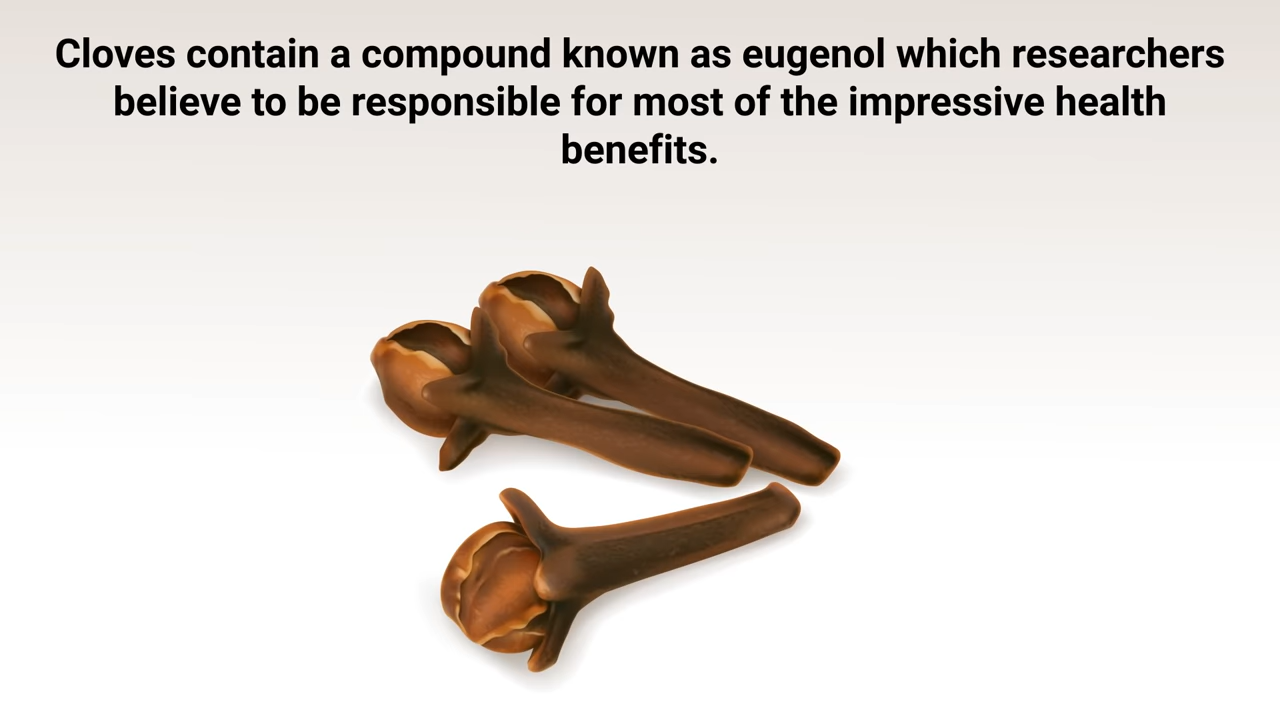 Cloves contain a compound known as eugenol which researchers
believe to be responsible for most of the impressive health
benefits.